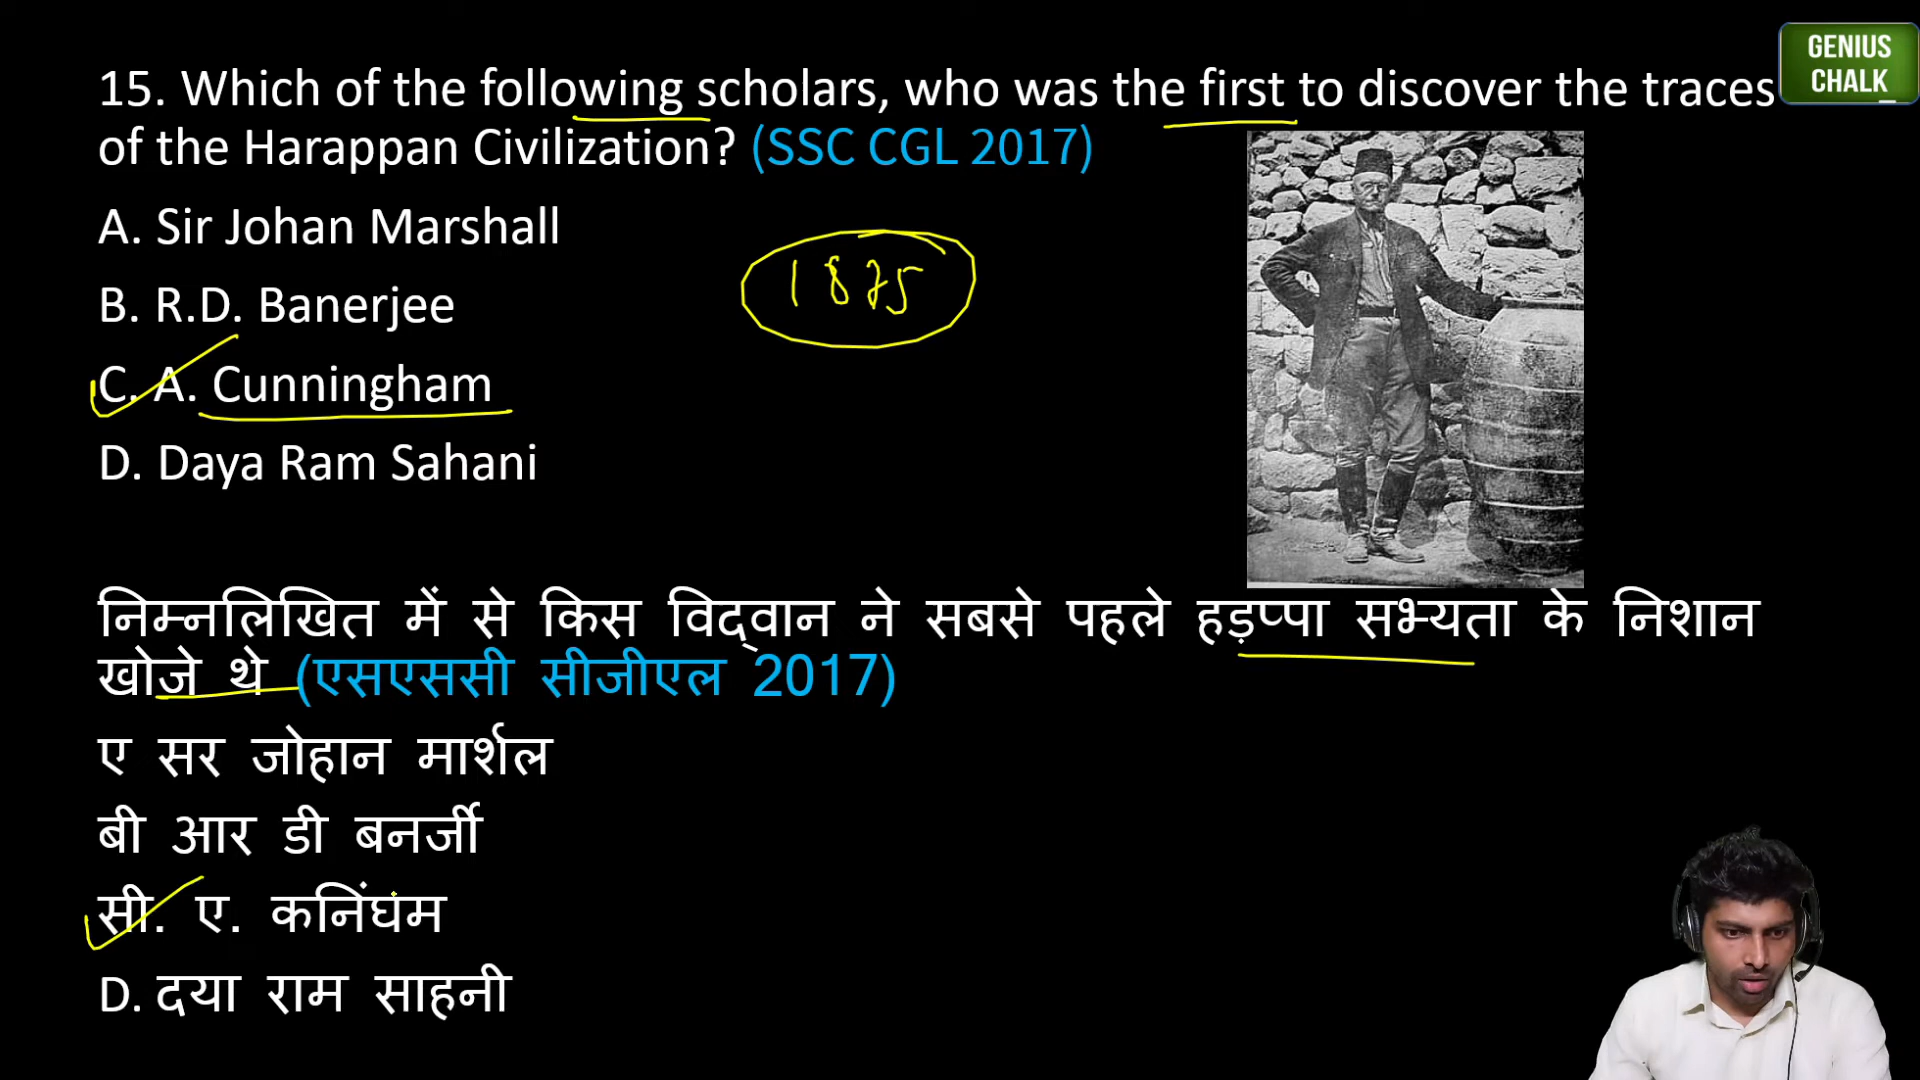 GENIUS
CHALK
15. Which of the following scholars, who was the first to discover the traces
of the Harappan Civilization? (SSC CGL 2017)
A. Sir Johan Marshall
1875
B. R.D. Banerjee
C. A. Cunningham
D. Daya Ram Sahani
निम्नलिखित में से किस विद्वान ने सबसे पहले हड़प्पा सभ्यता के निशान
खोजे थे (एसएससी सीजीएल 2017)
ए सर जोहान मार्शल
बी आर डी बनर्जी
सी. ए. कनिंघम
D. दया राम साहनी